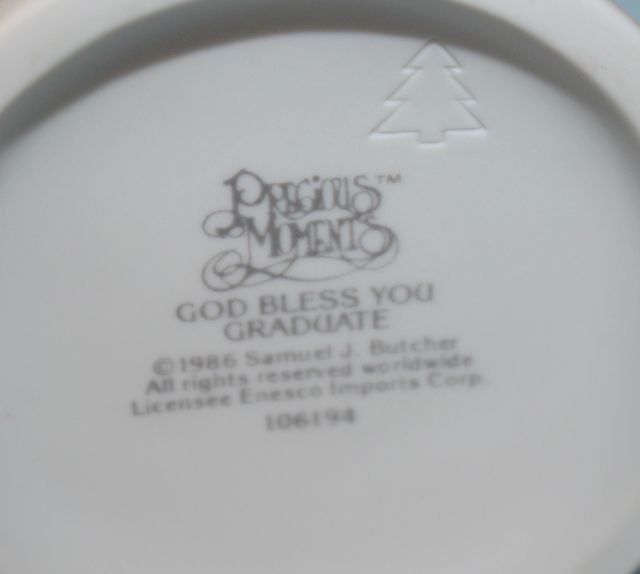 PRECIOUS™
MOMENTS
GOD BLESS YOU
GRADUATE
©1986 Samuel J. Butcher
All rights reserved worldwide
Licensee Enesco Imports Corp.
106194